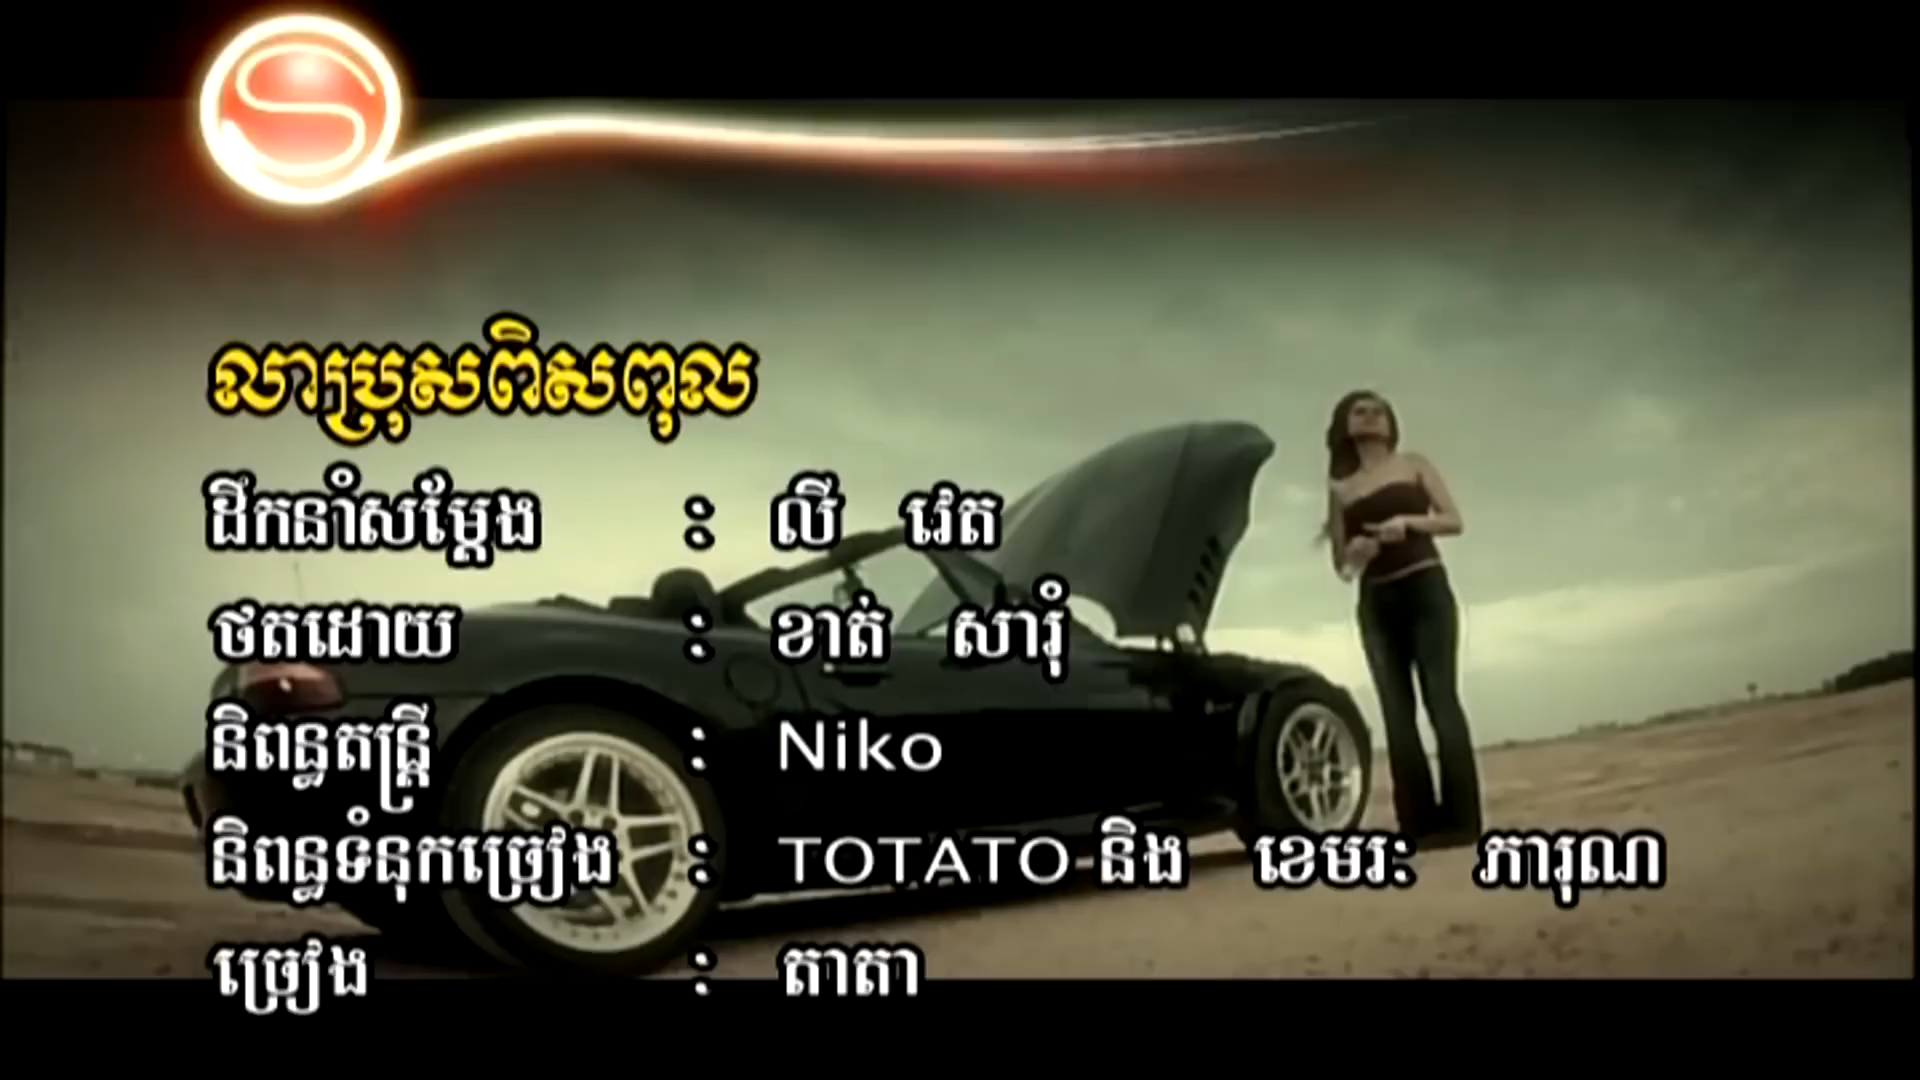 លាប្រុសពិសពុល
ដឹកនាំសម្ដែង : លី វេត
ថតដោយ : ខាត់ សារុំ
និពន្ធតន្ត្រី : Niko
និពន្ធទំនុកច្រៀង : TOTATO និង ខេមរៈ ភារុណ
ច្រៀង : តាតា